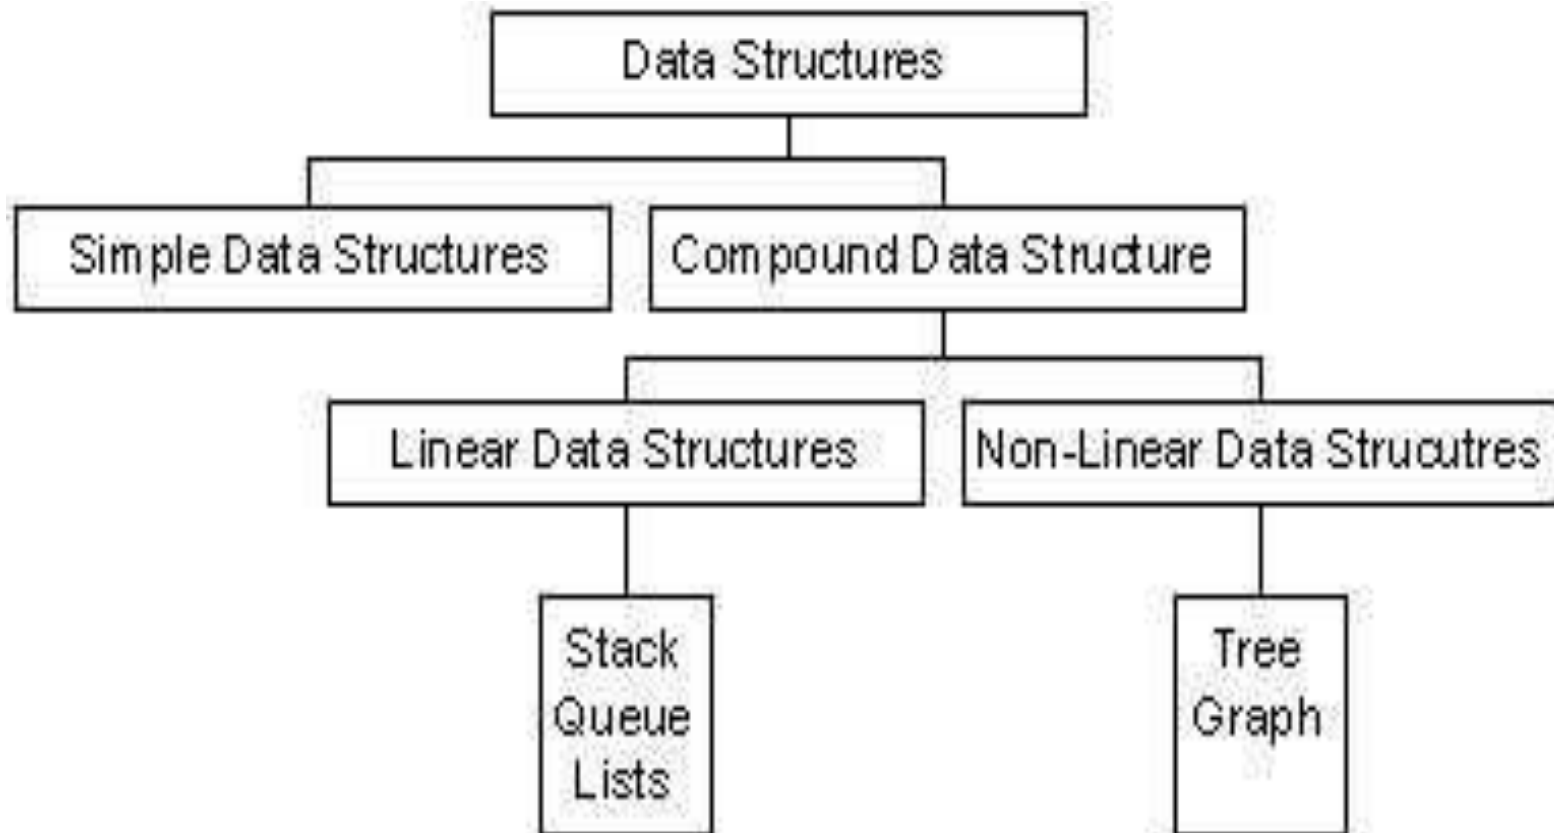 Data Structures
Simple Data Structures
Compound Data Structure
Linear Data Structures
Non-Linear Data Strucutres
Stack
Queue
Lists
Tree
Graph